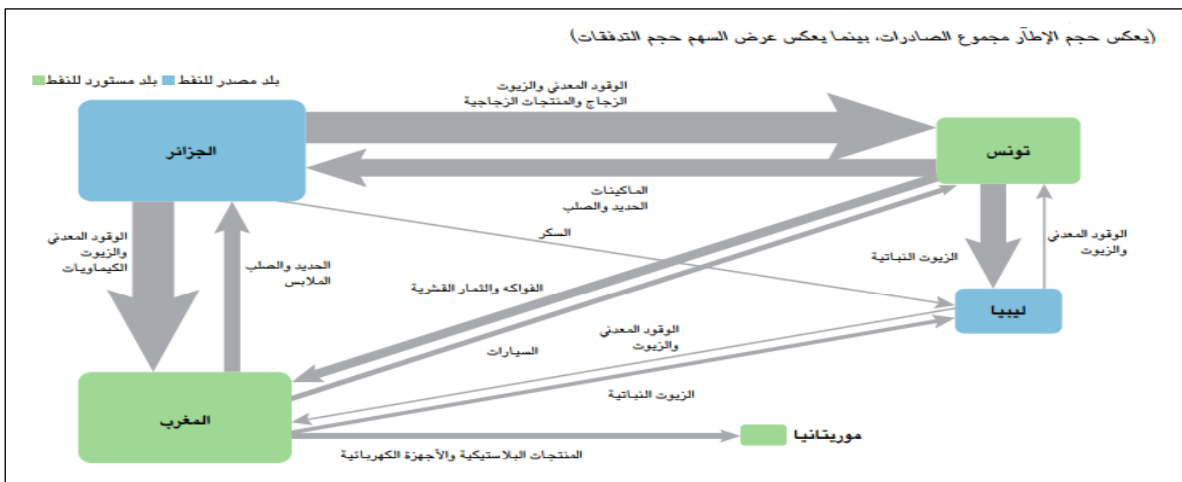 (يعكس حجم الإطآر مجموع الصادرات، بينما يعكس عرض السهم حجم التدفقات)
بلد مصدر للنفط
بلد مستورد للنفط
الوقود المعدني والزيوت
الزجاج والمنتجات الزجاجية
الجزائر
تونس
الماكينات
الحديد والصلب
السكر
الوقود المعدني
والزيوت
الكيماويات
الحديد والصلب
الملابس
الفواكه والثمار القشرية
الزيوت النباتية
الوقود المعدني
والزيوت
ليبيا
الوقود المعدني
والزيوت
السيارات
الزيوت النباتية
المغرب
موريتانيا
المنتجات البلاستيكية والأجهزة الكهربائية